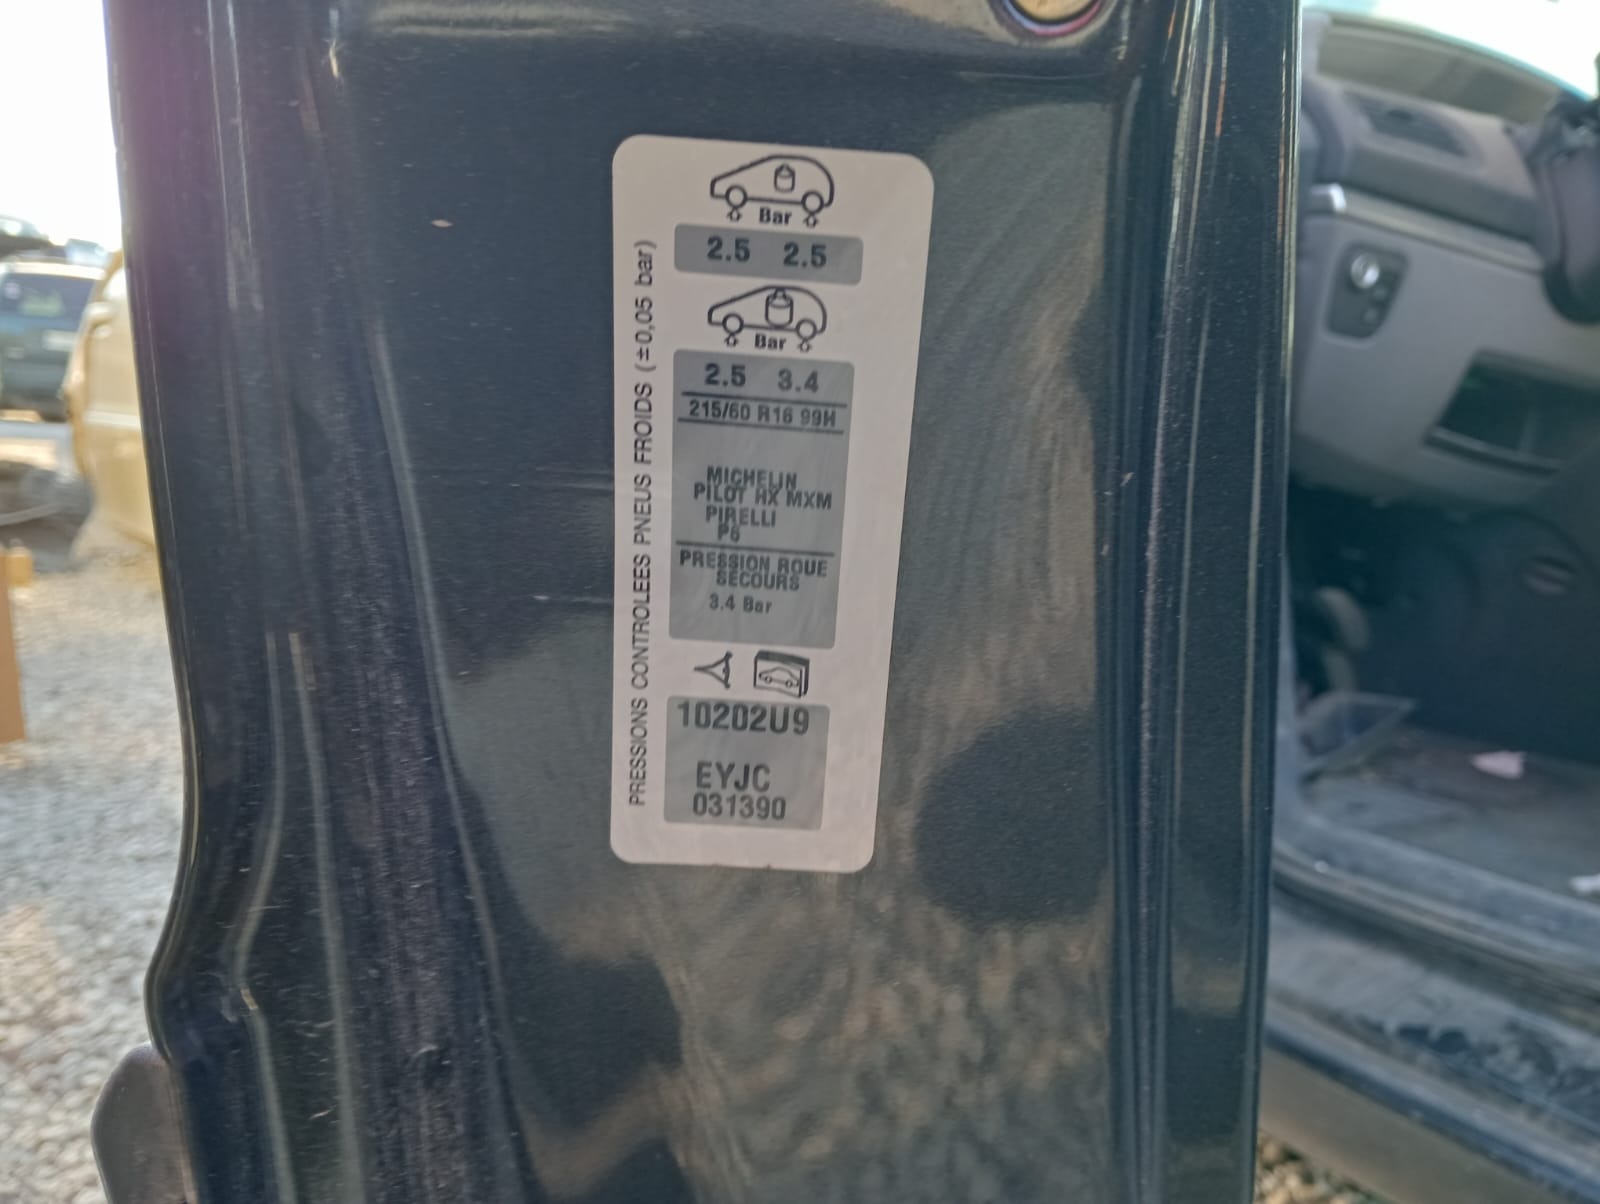 Bar
2.5 2.5
Bar
2.5 3.4
215/60 R16 99H
MICHELIN
PILOT HX MXM
PIRELLI
P6
PRESSION ROUE
SECOURS
3.4 Bar
10202U9
EYJC
031390
PRESSIONS CONTROLEES PNEUS FROIDS (±0,05 bar)